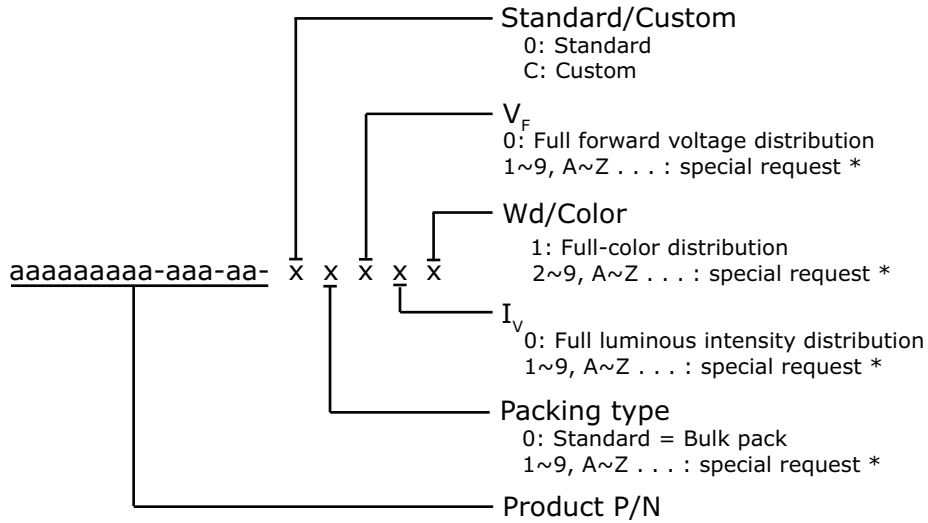 Standard/Custom
0: Standard
C: Custom
VF
0: Full forward voltage distribution
1~9, A~Z . . . : special request *
Wd/Color
1: Full-color distribution
2~9, A~Z . . . : special request *
aaaaaaaaa-aaa-aa- x x x x x
IV
0: Full luminous intensity distribution
1~9, A~Z . . . : special request *
Packing type
0: Standard = Bulk pack
1~9, A~Z . . . : special request *
Product P/N